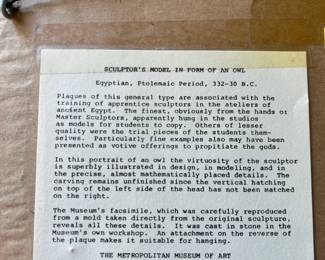 SCULPTOR'S MODEL IN FORM OF AN OWL
Egyptian, Ptolemaic Period, 332-30 B.C.
Plaques of this general type are associated with the
training of apprentice sculptors in the ateliers of
ancient Egypt. The finest, obviously from the hands of
Master Sculptors, apparently hung in the studios
as models for students to copy. Others of lesser
quality were the trial pieces of the students them-
selves. Particularly fine examples also may have been
presented as votive offerings to propitiate the gods.
In this portrait of an owl the virtuosity of the sculptor
is superbly illustrated in design, in modeling, and in
the precise, almost mathematically placed details. The
carving remains unfinished since the vertical hatching
on top of the left side of the head has not been matched
on the right.
The Museum's facsimile, which was carefully reproduced
from a mold taken directly from the original sculpture,
reveals all these details. It was cast in stone in the
Museum's own workshop. An attachment on the reverse of
the plaque makes it suitable for hanging.
THE METROPOLITAN MUSEUM OF ART